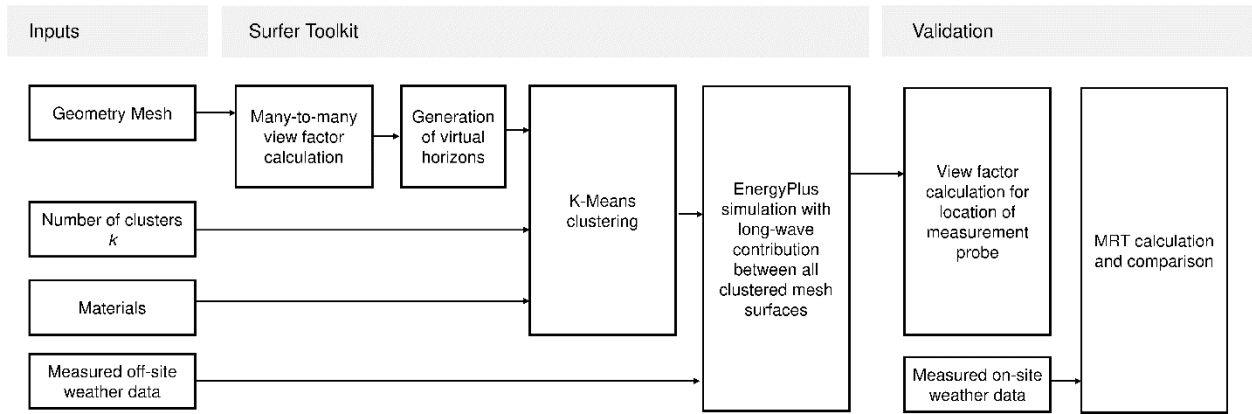 Inputs
Surfer Toolkit
Validation
Geometry Mesh
Many-to-many
view factor
calculation
Generation
of virtual
horizons
Number of clusters
k
Materials
Measured off-site
weather data
K-Means
clustering
EnergyPlus
simulation with
long-wave
contribution
between all
clustered mesh
surfaces
View factor
calculation for
location of
measurement
probe
Measured on-site
weather data
MRT calculation
and comparison